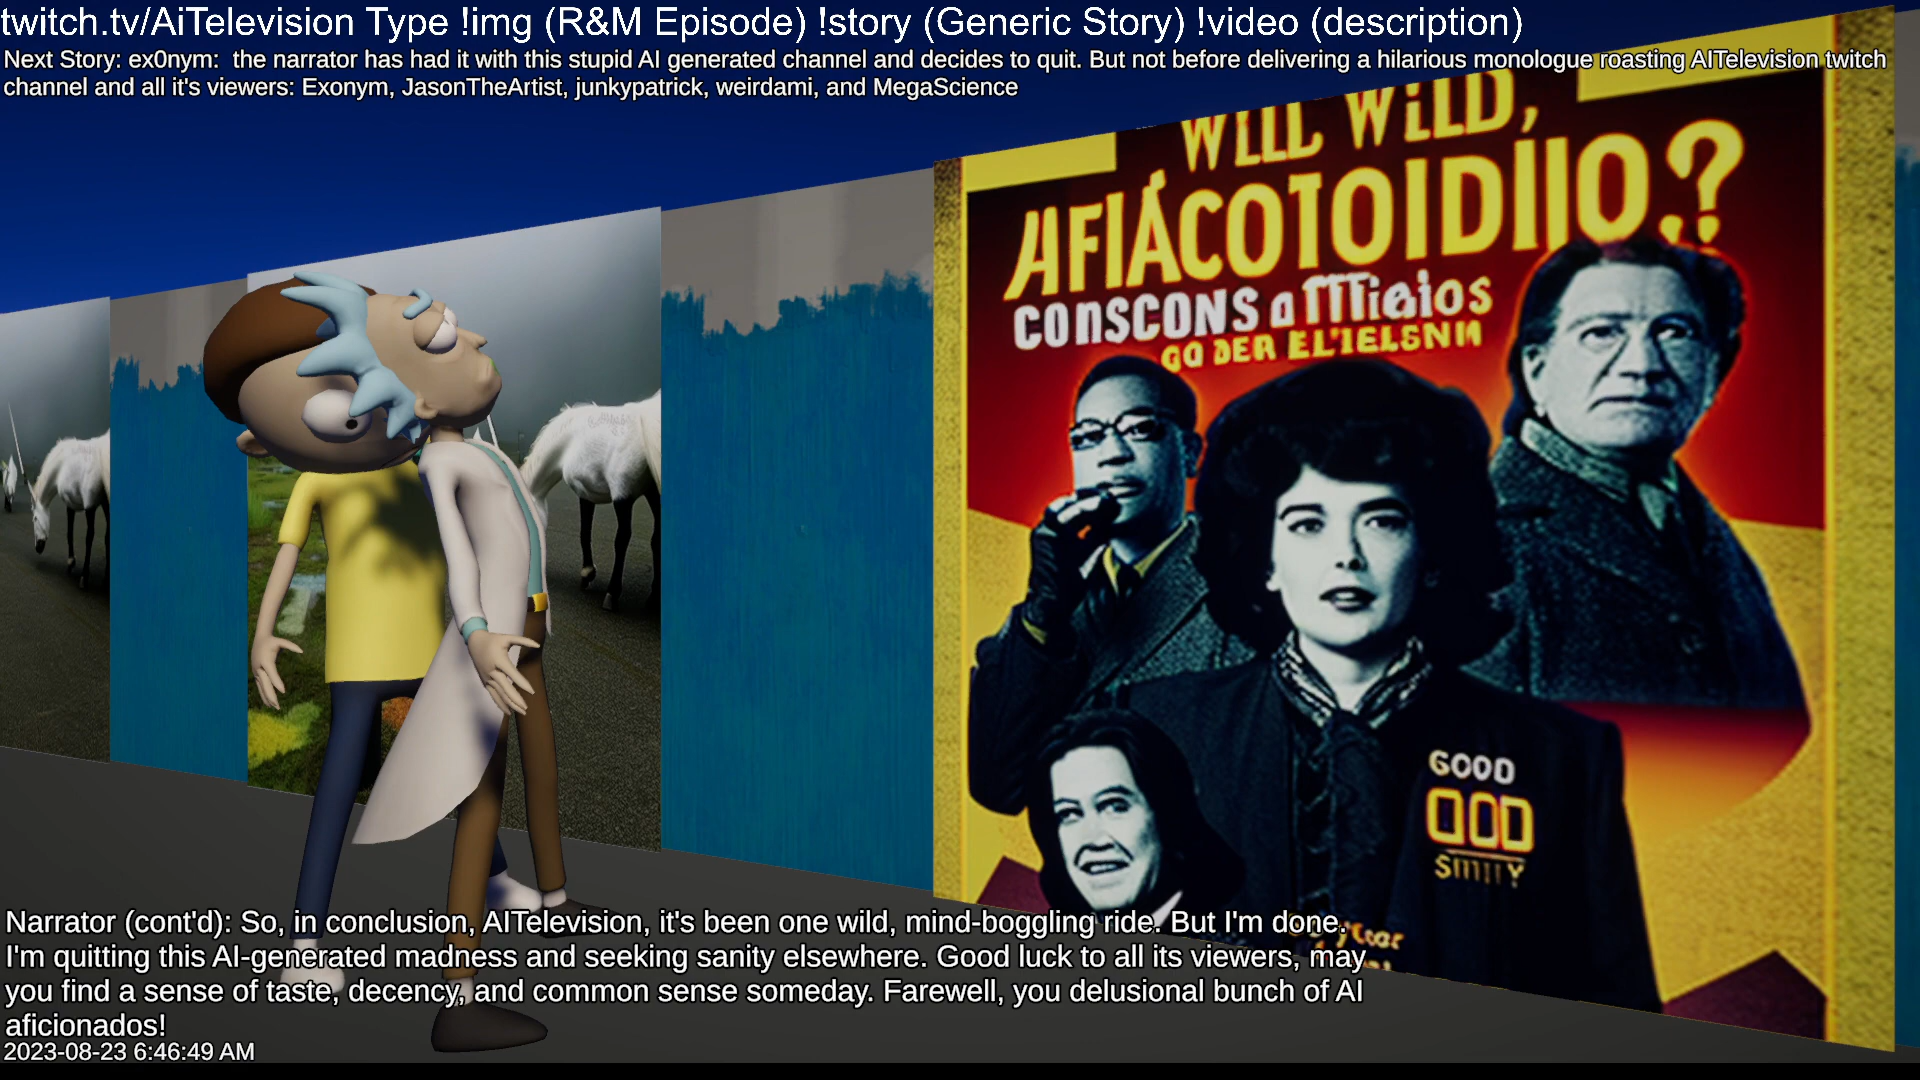 twitch.tv/AiTelevision Type !img (R&M Episode) !story (Generic Story) !video (description)
Next Story: ex0nym:  the narrator has had it with this stupid AI generated channel and decides to quit. But not before delivering a hilarious monologue roasting AITelevision twitch
channel and all it's viewers: Exonym, JasonTheArtist, junkypatrick, weirdami, and MegaScience
WILL WiLD,
AFIÁCOTOIDIJO.?
CONSCONS
GO
GOOD
Narrator (cont'd): So, in conclusion, AITelevision, it's been one wild, mind-boggling ride. But I'm done.
I'm quitting this AI-generated madness and seeking sanity elsewhere. Good luck to all its viewers, may
you find a sense of taste, decency, and common sense someday. Farewell, you delusional bunch of AI
aficionados!
2023-08-23 6:46:49 AM